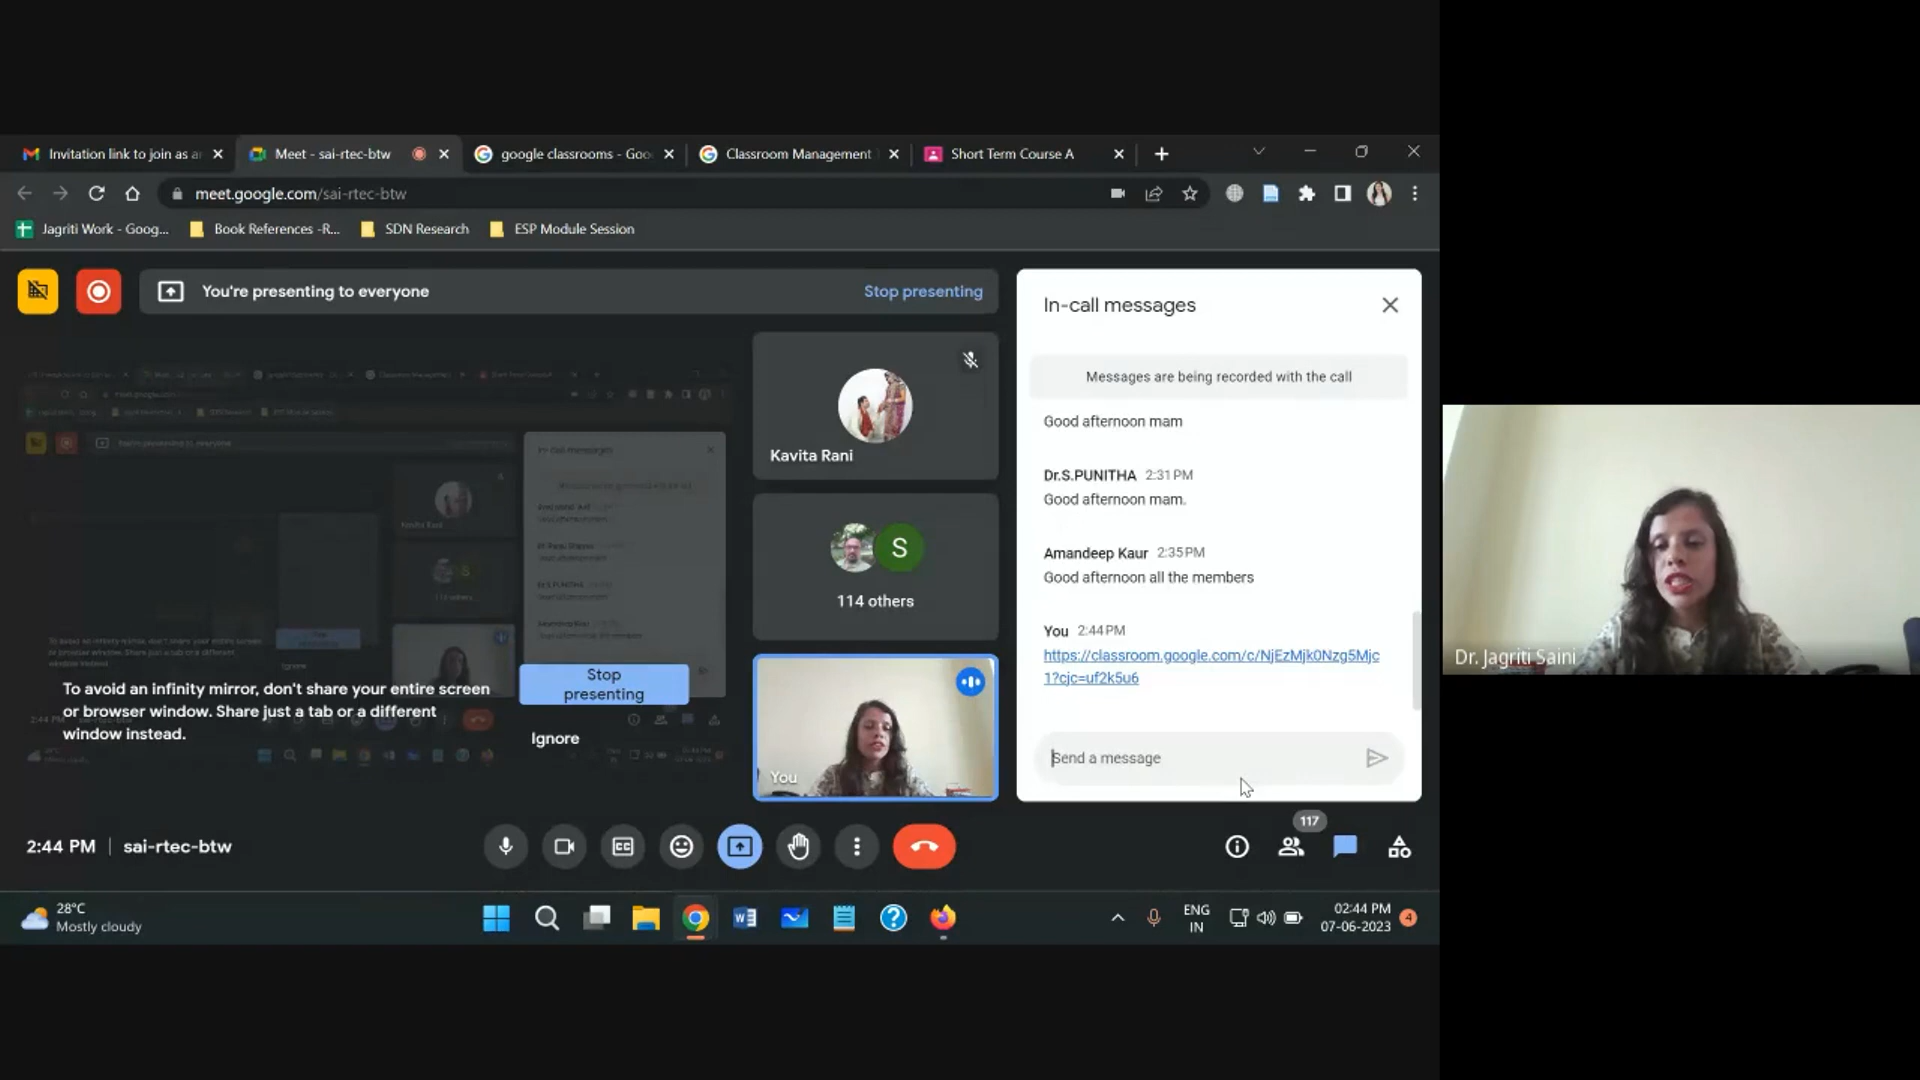 Invitation link to join as a
Meet - sai-rtec-btw
google classrooms - Goo
Classroom Management
Short Term Course A
meet.google.com/sai-rtec-btw
Jagriti Work - Goog...
Book References -R...
SDN Research
ESP Module Session
You're presenting to everyone
Stop presenting
In-call messages
Messages are being recorded with the call
Good afternoon mam
Dr.S.PUNITHA 2:31 PM
Good afternoon mam.
Amandeep Kaur 2:35 PM
Good afternoon all the members
You 2:44 PM
https://classroom.google.com/c/NjEzMjk0Nzg5Mjc
1?cjc=uf2k5u6
Send a message
Kavita Rani
S
114 others
You
To avoid an infinity mirror, don't share your entire screen
or browser window. Share just a tab or a different
window instead.
Stop
presenting
Ignore
Dr. Jagriti Saini
2:44 PM | sai-rtec-btw
CC
117
28°C
Mostly cloudy
ENG
IN
02:44 PM
07-06-2023
4